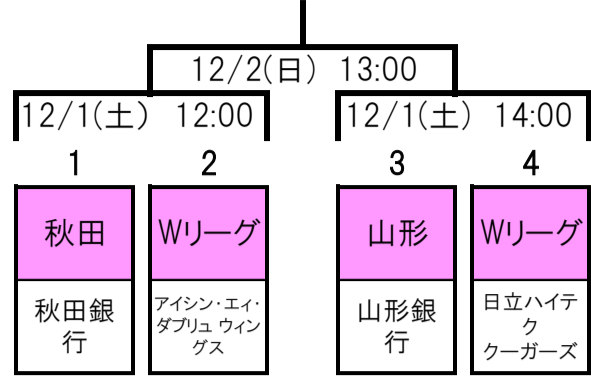 12/2(日) 13:00
12/1(土) 12:00
12/1(土) 14:00
1
2
3
4
秋田
Wリーグ
山形
Wリーグ
秋田銀
行
アイシン・エィ・
ダブリュ ウィン
グス
山形銀
行
日立ハイテ
ク
クーガーズ